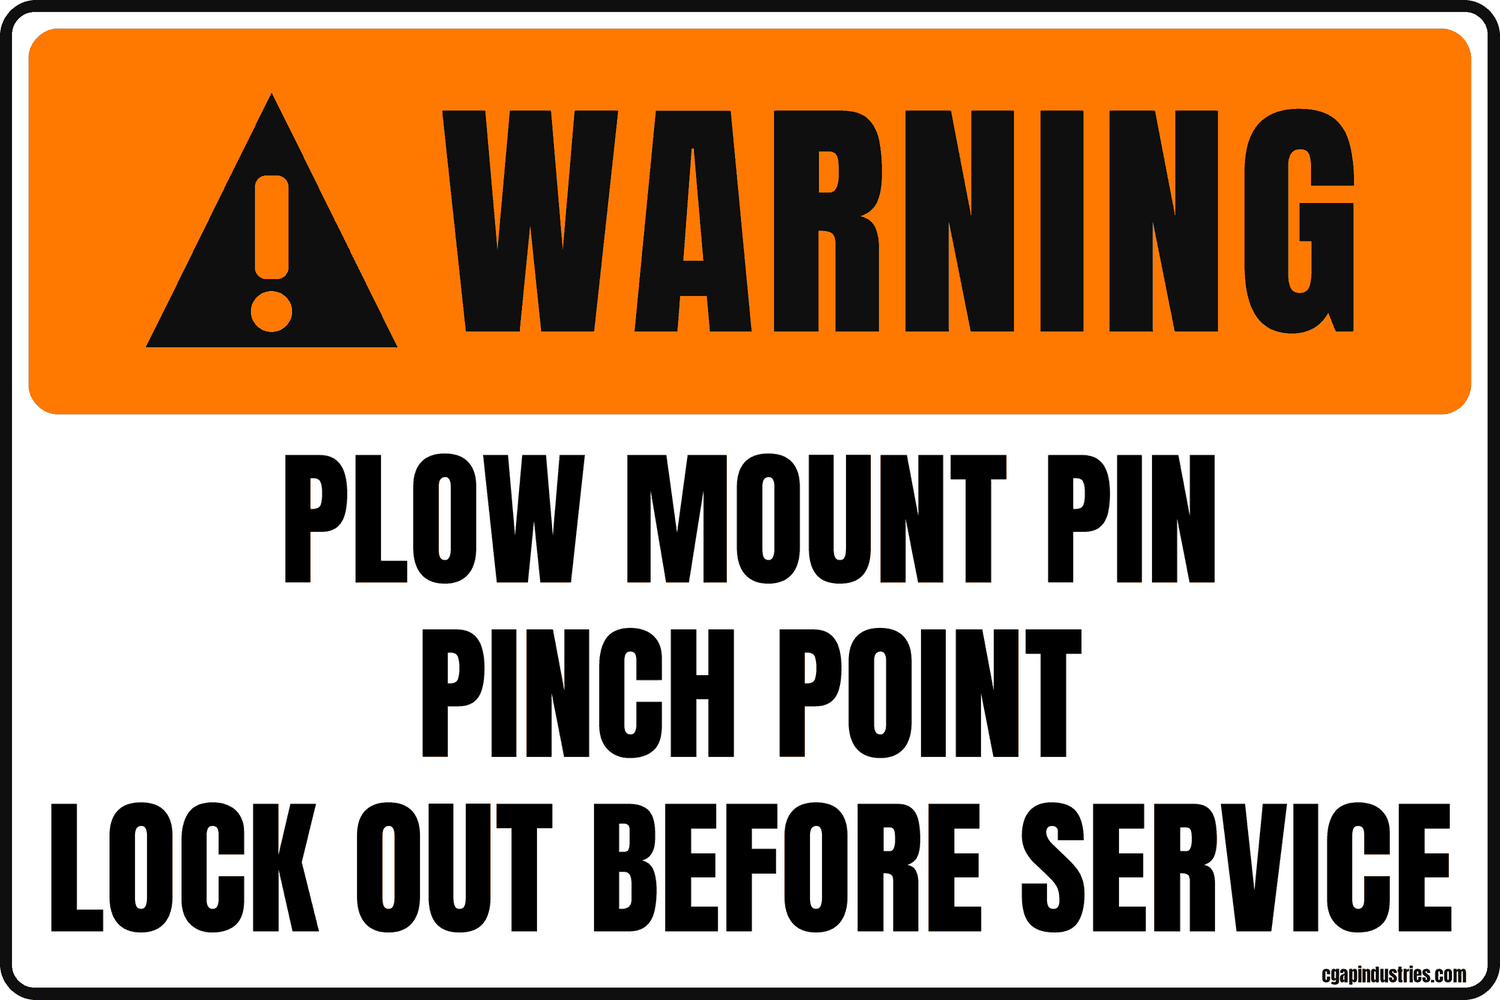 WARNING
PLOW MOUNT PIN
PINCH POINT
LOCK OUT BEFORE SERVICE
cgapindustries.com